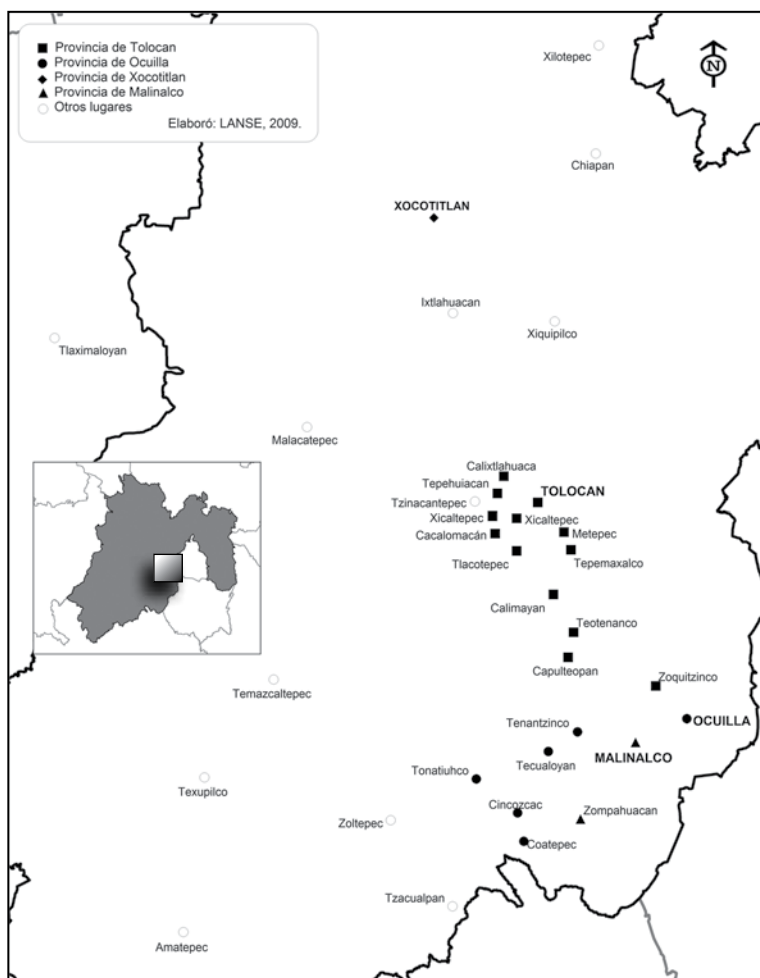 Provincia de Tolocan
Provincia de Ocuilla
Provincia de Xocotitlan
Provincia de Malinalco
Otros lugares
Elaboró: LANSE, 2009.
Xilotepec
N
Chiapan
XOCOTITLAN
Ixtlahuacan
Xiquipilco
Tlaximaloyan
Malacatepec
Calixtlahuaca
Tepehuiacan
TOLOCAN
Tzinacantepec
Xicaltepec
Xicaltepec
Cacalomacán
Metepec
Tlacotepec
Tepemaxalco
Calimayan
Teotenanco
Capulteopan
Zoquitzinco
Temazcaltepec
Tenantzinco
OCUILLA
Tecualoyan
MALINALCO
Tonatiuhco
Texupilco
Cincozcac
Zompahuacan
Zoltepec
Coatepec
Tzacualpan
Amatepec